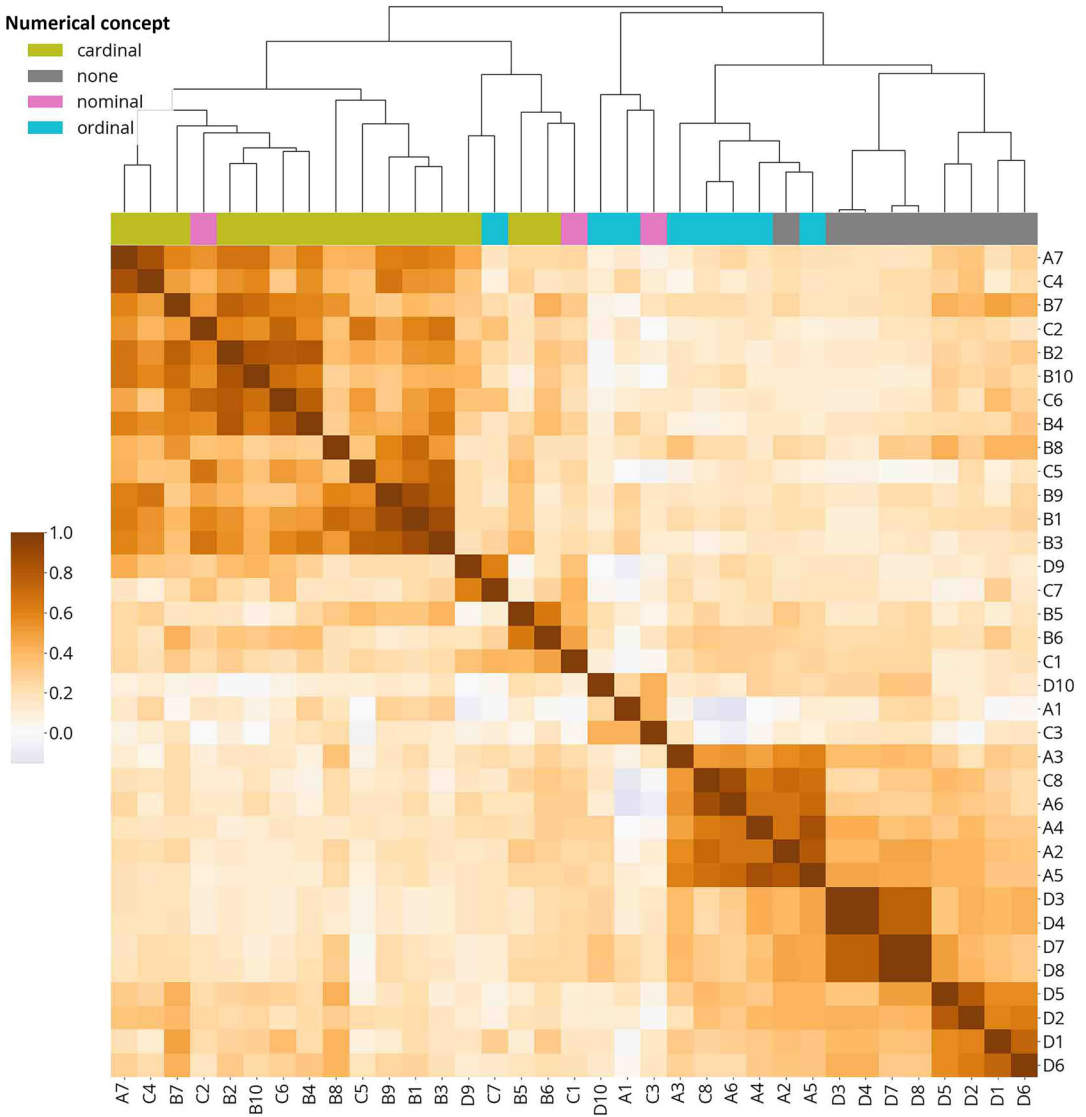 Numerical concept
cardinal
none
nominal
ordinal
A7
C4
B7
C2
B2
B10
C6
B4
B8
C5
B9
B1
B3
D9
C7
B5
B6
C1
D10
A1
C3
A3
C8
A6
A4
A2
A5
D3
D4
D7
D8
D5
D2
D1
D6
1.0
0.8
0.6
0.4
0.2
0.0
A7 C4 B7 C2 B2 B10 C6 B4 B8 C5 B9 B1 B3 D9 C7 B5 B6 C1 D10 A1 C3 A3 C8 A6 A4 A2 A5 D3 D4 D7 D8 D5 D2 D1 D6